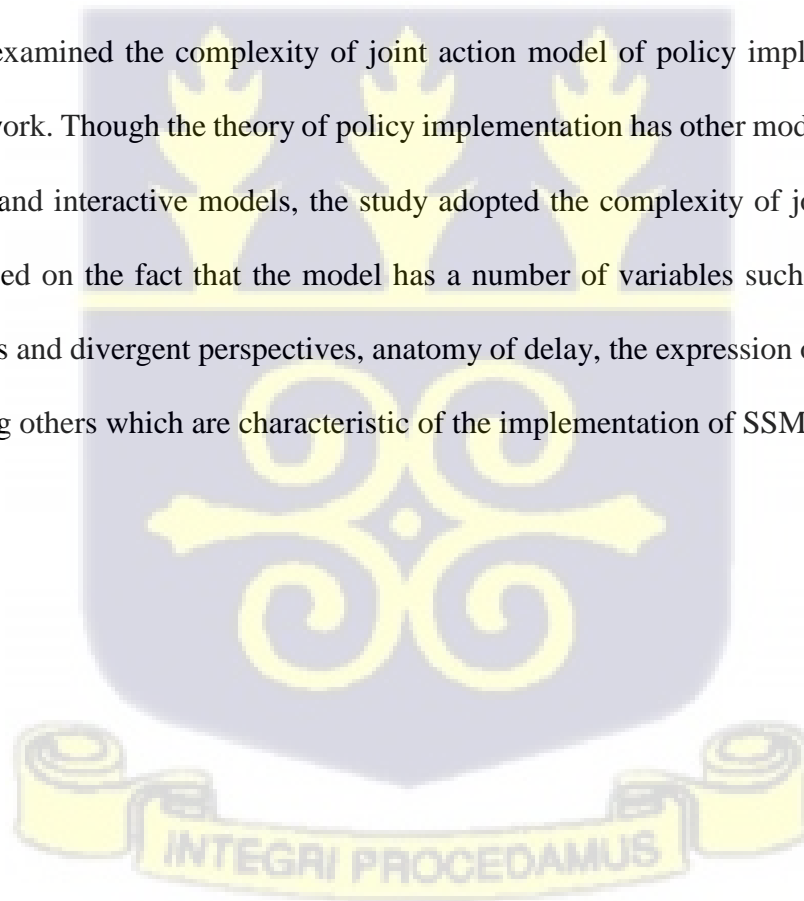 examined the complexity of joint action model of policy impl
work. Though the theory of policy implementation has other mod
and interactive models, the study adopted the complexity of jo
ed on the fact that the model has a number of variables such
s and divergent perspectives, anatomy of delay, the expression o
g others which are characteristic of the implementation of SSM
INTEGRI PROCEDAMUS